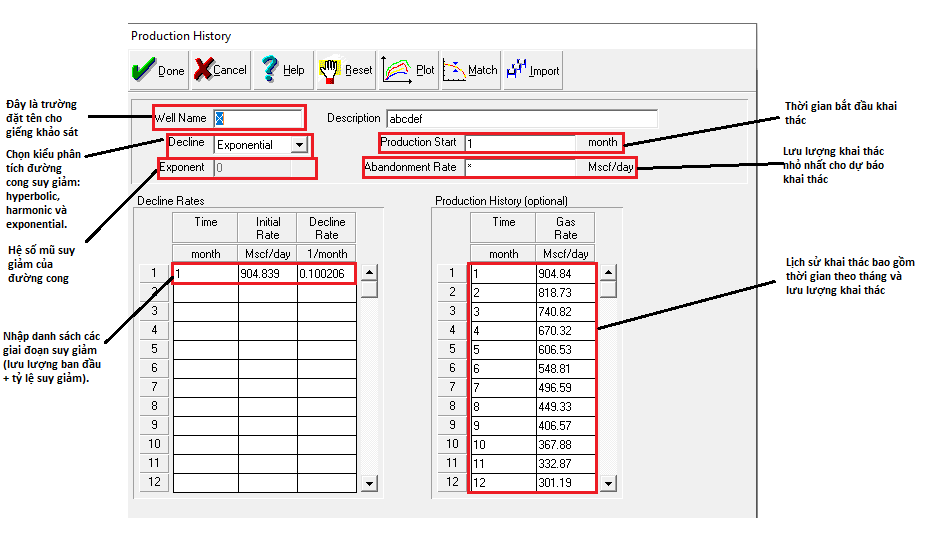 Production History
Done Cancel Help Reset Plot Match Import
Đây là trường
đặt tên cho
giếng khảo sát
Well Name X Description abcdef
Thời gian bắt đầu khai
thác
Chọn kiểu phân
tích đường
cong suy giảm:
hyperbolic,
harmonic và
exponential.
Decline Exponential Production Start 1 month
Exponent 0 Abandonment Rate * Mscf/day
Lưu lượng khai thác
nhỏ nhất cho dự báo
khai thác
Hệ số mũ suy
giảm của
đường cong
Decline Rates
Time Initial Rate Decline Rate
month Mscf/day 1/month
1 1 904.839 0.100206
2
3
4
5
6
7
8
9
10
11
12
Nhập danh sách các
giai đoạn suy giảm
(lưu lượng ban đầu
+ tỷ lệ suy giảm).
Production History (optional)
Time Gas Rate
month Mscf/day
1 1 904.84
2 2 818.73
3 3 740.82
4 4 670.32
5 5 606.53
6 6 548.81
7 7 496.59
8 8 449.33
9 9 406.57
10 10 367.88
11 11 332.87
12 12 301.19
Lịch sử khai thác bao gồm
thời gian theo tháng và
lưu lượng khai thác